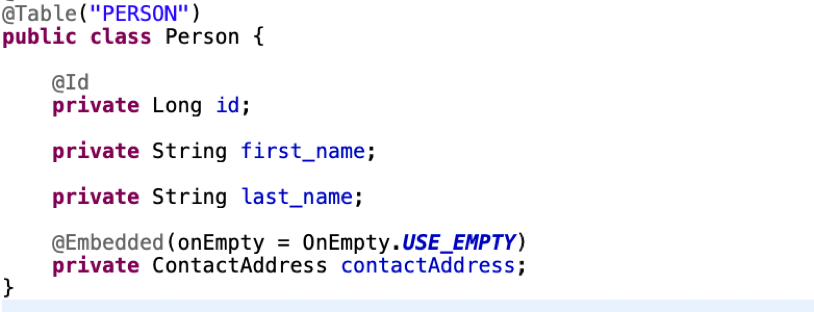 @Table("PERSON")
public class Person {
@Id
private Long id;
private String first_name;
private String last_name;
@Embedded(onEmpty = OnEmpty.USE_EMPTY)
private ContactAddress contactAddress;
}